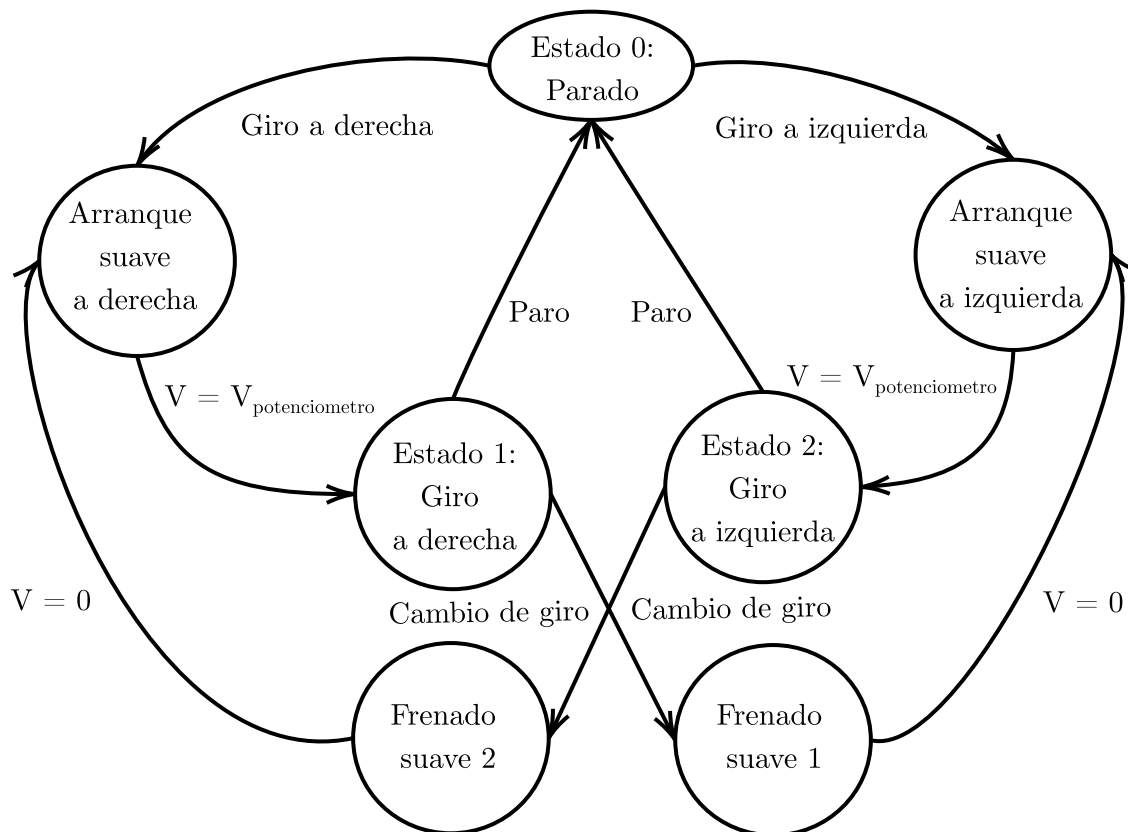 Estado 0:
Parado
Giro a derecha
Giro a izquierda
Arranque
suave
a derecha
Arranque
suave
a izquierda
Paro
Paro
V = Vpotenciometro
V = Vpotenciometro
Estado 1:
Giro
a derecha
Estado 2:
Giro
a izquierda
V = 0
Cambio de giro
Cambio de giro
V = 0
Frenado
suave 2
Frenado
suave 1